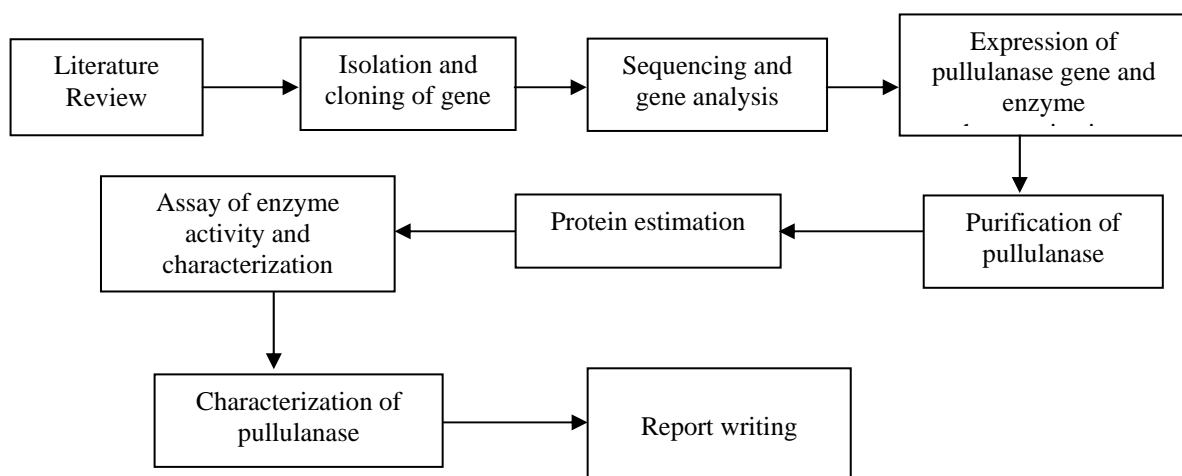 Literature
Review
Isolation and
cloning of gene
Sequencing and
gene analysis
Expression of
pullulanase gene and
enzyme
Purification of
pullulanase
Protein estimation
Assay of enzyme
activity and
characterization
Characterization of
pullulanase
Report writing